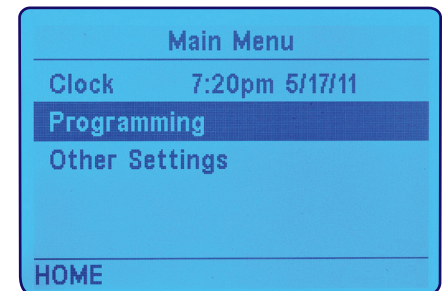 Main Menu
Clock 7:20pm 5/17/11
Programming
Other Settings
HOME